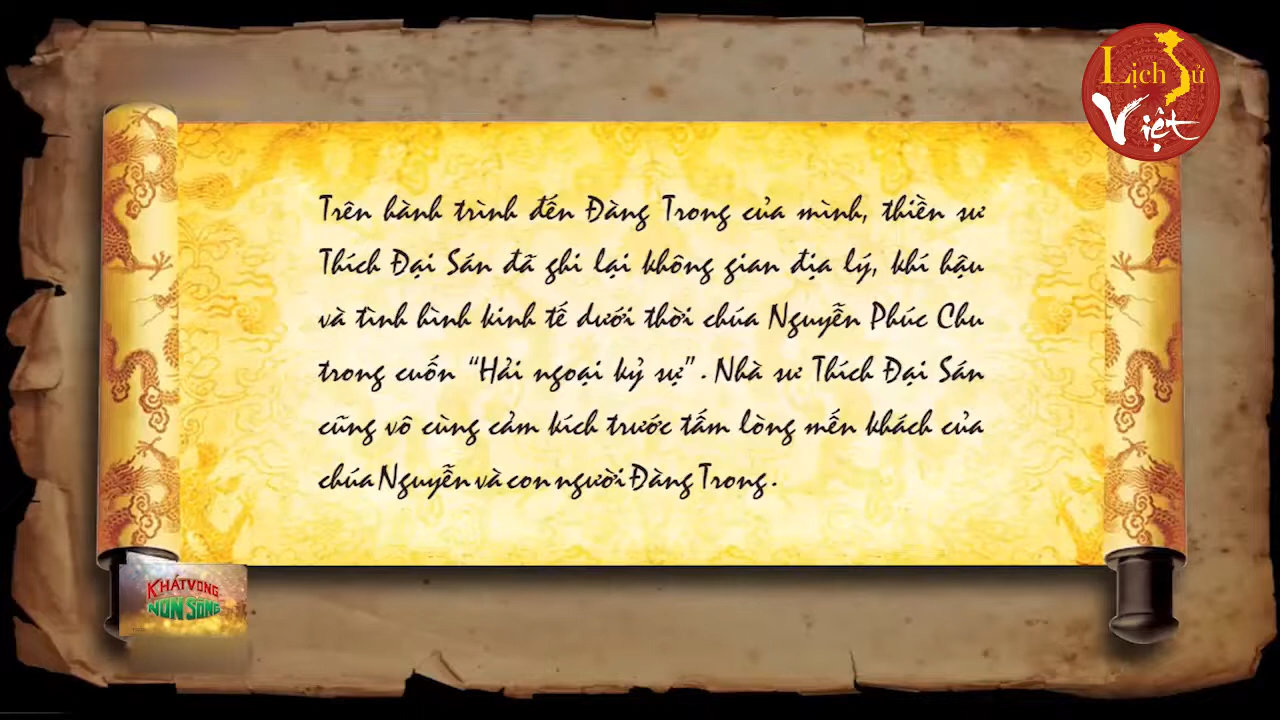 Lịch Sử
Việt
Trên hành trình đến Đàng Trong của mình, thiền sư
Thích Đại Sán đã ghi lại không gian địa lý, khí hậu
và tình hình kinh tế dưới thời chúa Nguyễn Phúc Chu
trong cuốn “Hải ngoại kỷ sự”. Nhà sư Thích Đại Sán
cũng vô cùng cảm kích trước tấm lòng mến khách của
chúa Nguyễn và con người Đàng Trong.
KHÁT VỌNG
NON SÔNG